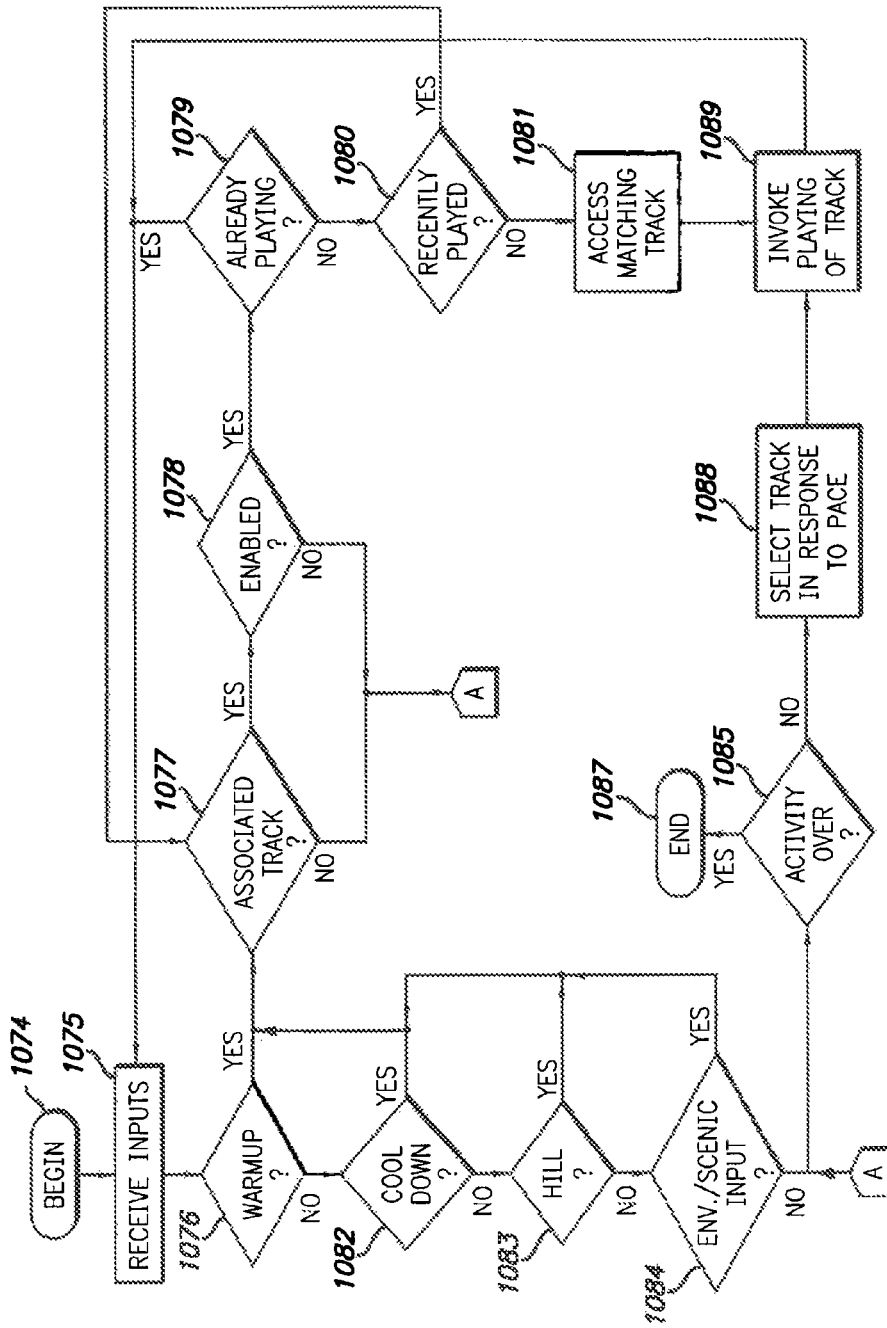 BEGIN
1074
RECEIVE INPUTS
1075
WARMUP
?
1076
YES
NO
ASSOCIATED
TRACK
?
1077
YES
NO
ENABLED
?
1078
YES
NO
A
ALREADY
PLAYING
?
1079
YES
NO
RECENTLY
PLAYED
?
1080
YES
NO
ACCESS
MATCHING
TRACK
1081
COOL
DOWN
?
1082
YES
NO
HILL
?
1083
YES
NO
ENV./SCENIC
INPUT
?
1084
YES
NO
A
ACTIVITY
OVER
?
1085
YES
NO
END
1087
SELECT TRACK
IN RESPONSE
TO PACE
1088
INVOKE
PLAYING
OF TRACK
1089